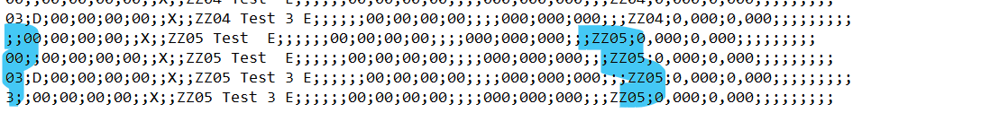 03;D;00;00;00;00;;X;;ZZ04 Test 3 E;;;;;;00;00;00;00;;;;000;000;000;;;ZZ04;0,000;0,000;;;;;;;;;
;;00;00;00;00;;X;;ZZ05 Test  E;;;;;;00;00;00;00;;;;000;000;000;;;ZZ05;0,000;0,000;;;;;;;;;
00;;00;00;00;00;;X;;ZZ05 Test  E;;;;;;00;00;00;00;;;;000;000;000;;;ZZ05;0,000;0,000;;;;;;;;;
03;D;00;00;00;00;;X;;ZZ05 Test 3 E;;;;;;00;00;00;00;;;;000;000;000;;;ZZ05;0,000;0,000;;;;;;;;;
3;;00;00;00;00;;X;;ZZ05 Test 3 E;;;;;;00;00;00;00;;;;000;000;000;;;ZZ05;0,000;0,000;;;;;;;;;